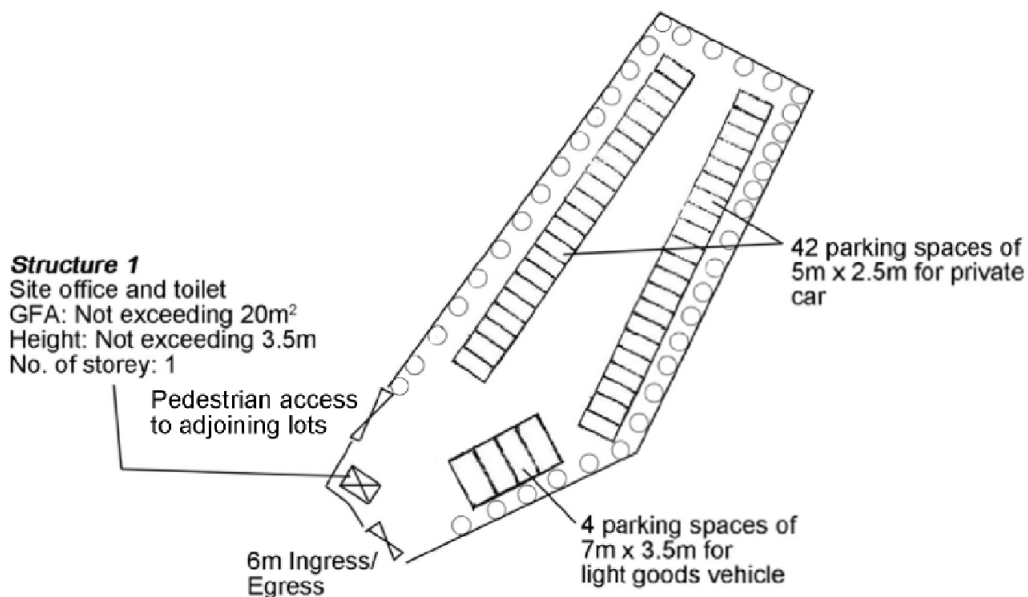 42 parking spaces of
5m x 2.5m for private
car
Structure 1
Site office and toilet
GFA: Not exceeding 20m²
Height: Not exceeding 3.5m
No. of storey: 1
Pedestrian access
to adjoining lots
4 parking spaces of
7m x 3.5m for
light goods vehicle
6m Ingress/
Egress